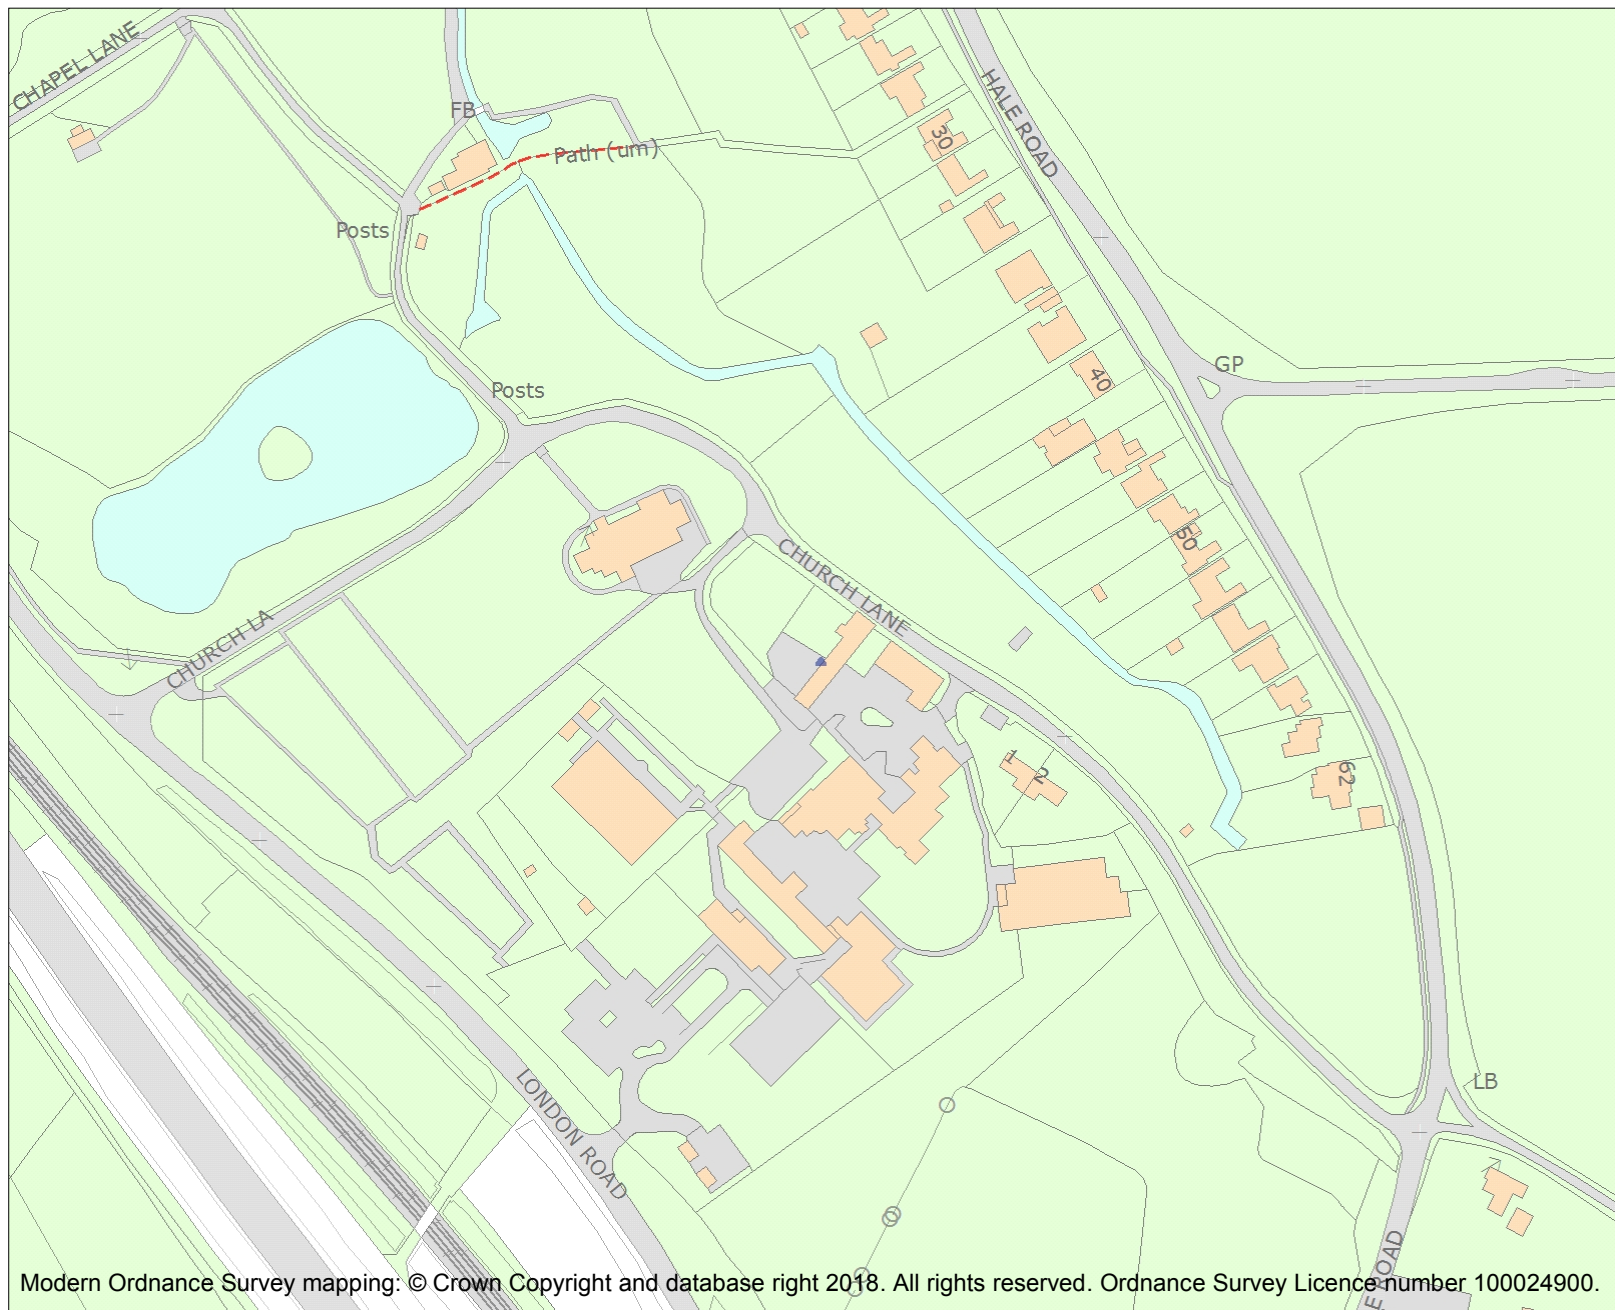 CHAPEL LANE
FB
HALE ROAD
30
Path (um)
Posts
GP
40
Posts
50
CHURCH LANE
CHURCH LA
1
2
62
LB
LONDON ROAD
E ROAD
Modern Ordnance Survey mapping: © Crown Copyright and database right 2018. All rights reserved. Ordnance Survey Licence number 100024900.